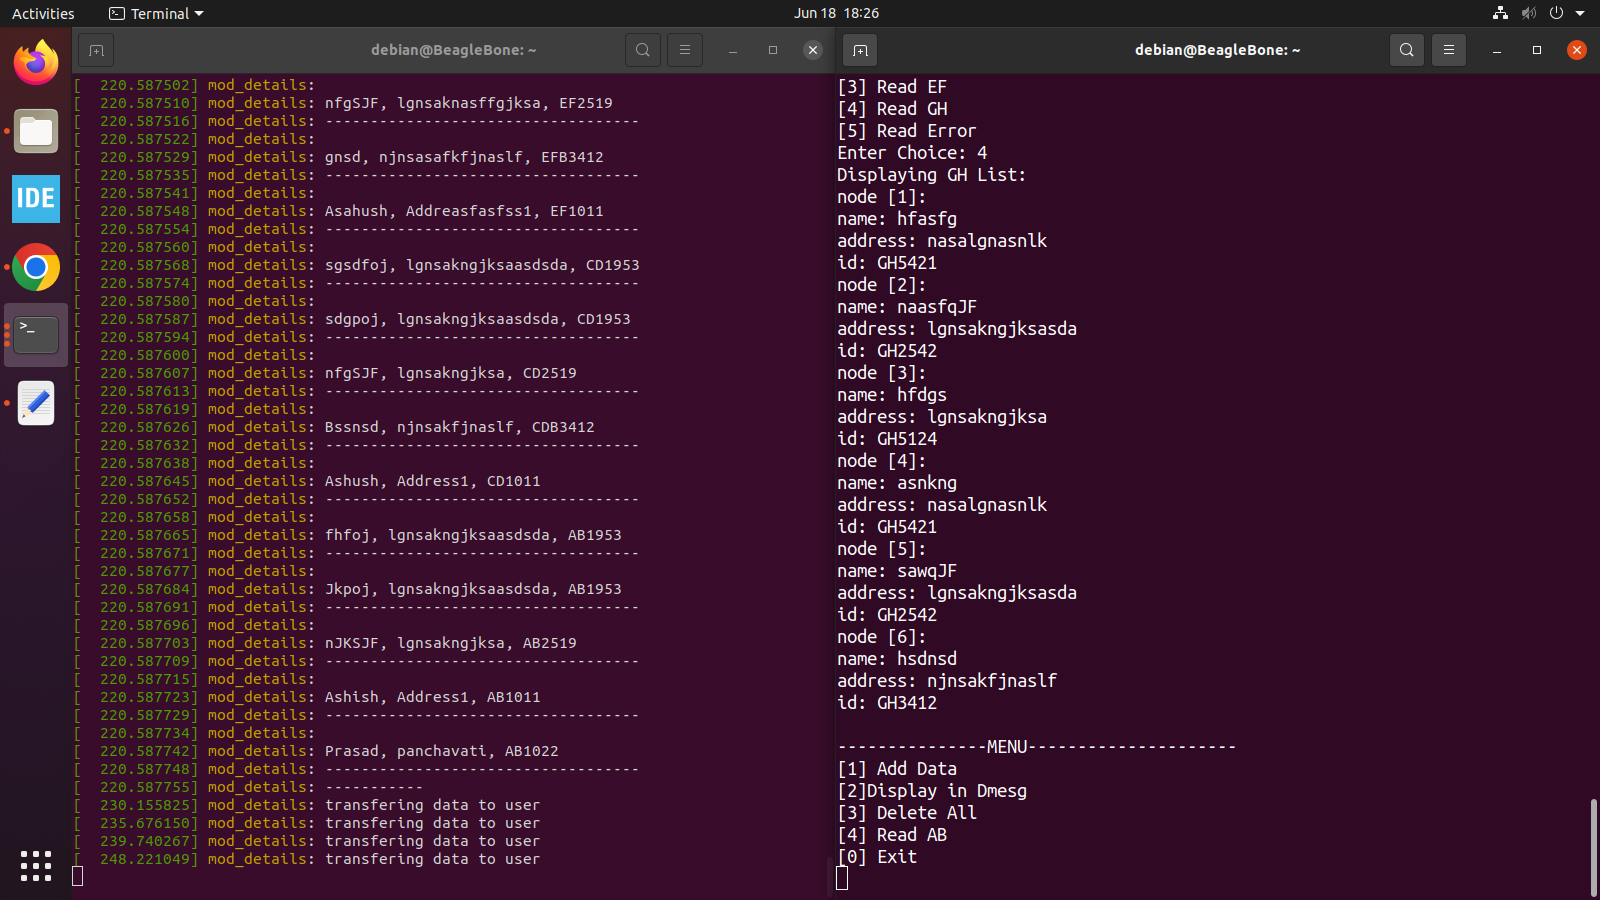 Activities
Terminal
Jun 18 18:26
debian@BeagleBone: ~
[ 220.587502] mod_details:
[ 220.587510] mod_details: nfgSJF, lgnsaknasffgjksa, EF2519
[ 220.587516] mod_details: -----------------------------------
[ 220.587522] mod_details:
[ 220.587529] mod_details: gnsd, njnsasafkfjnaslf, EFB3412
[ 220.587535] mod_details: -----------------------------------
[ 220.587541] mod_details:
[ 220.587548] mod_details: Asahush, Addreasfasfss1, EF1011
[ 220.587554] mod_details: -----------------------------------
[ 220.587560] mod_details:
[ 220.587568] mod_details: sgsdfoj, lgnsakngjksaasdsda, CD1953
[ 220.587574] mod_details: -----------------------------------
[ 220.587580] mod_details:
[ 220.587587] mod_details: sdgpoj, lgnsakngjksaasdsda, CD1953
[ 220.587594] mod_details: -----------------------------------
[ 220.587600] mod_details:
[ 220.587607] mod_details: nfgSJF, lgnsakngjksa, CD2519
[ 220.587613] mod_details: -----------------------------------
[ 220.587619] mod_details:
[ 220.587626] mod_details: Bssnsd, njnsakfjnaslf, CDB3412
[ 220.587632] mod_details: -----------------------------------
[ 220.587638] mod_details:
[ 220.587645] mod_details: Ashush, Address1, CD1011
[ 220.587652] mod_details: -----------------------------------
[ 220.587658] mod_details:
[ 220.587665] mod_details: fhfoj, lgnsakngjksaasdsda, AB1953
[ 220.587671] mod_details: -----------------------------------
[ 220.587677] mod_details:
[ 220.587684] mod_details: Jkpoj, lgnsakngjksaasdsda, AB1953
[ 220.587691] mod_details: -----------------------------------
[ 220.587696] mod_details:
[ 220.587703] mod_details: nJKSJF, lgnsakngjksa, AB2519
[ 220.587709] mod_details: -----------------------------------
[ 220.587715] mod_details:
[ 220.587723] mod_details: Ashish, Address1, AB1011
[ 220.587729] mod_details: -----------------------------------
[ 220.587734] mod_details:
[ 220.587742] mod_details: Prasad, panchavati, AB1022
[ 220.587748] mod_details: -----------------------------------
[ 220.587755] mod_details: -----------
[ 230.155825] mod_details: transfering data to user
[ 235.676150] mod_details: transfering data to user
[ 239.740267] mod_details: transfering data to user
[ 248.221049] mod_details: transfering data to user
debian@BeagleBone: ~
[3] Read EF
[4] Read GH
[5] Read Error
Enter Choice: 4
Displaying GH List:
node [1]:
name: hfasfg
address: nasalgnasnlk
id: GH5421
node [2]:
name: naasfqJF
address: lgnsakngjksasda
id: GH2542
node [3]:
name: hfdgs
address: lgnsakngjksa
id: GH5124
node [4]:
name: asnkng
address: nasalgnasnlk
id: GH5421
node [5]:
name: sawqJF
address: lgnsakngjksasda
id: GH2542
node [6]:
name: hsdnsd
address: njnsakfjnaslf
id: GH3412
---------------MENU---------------------
[1] Add Data
[2]Display in Dmesg
[3] Delete All
[4] Read AB
[0] Exit
IDE
>_